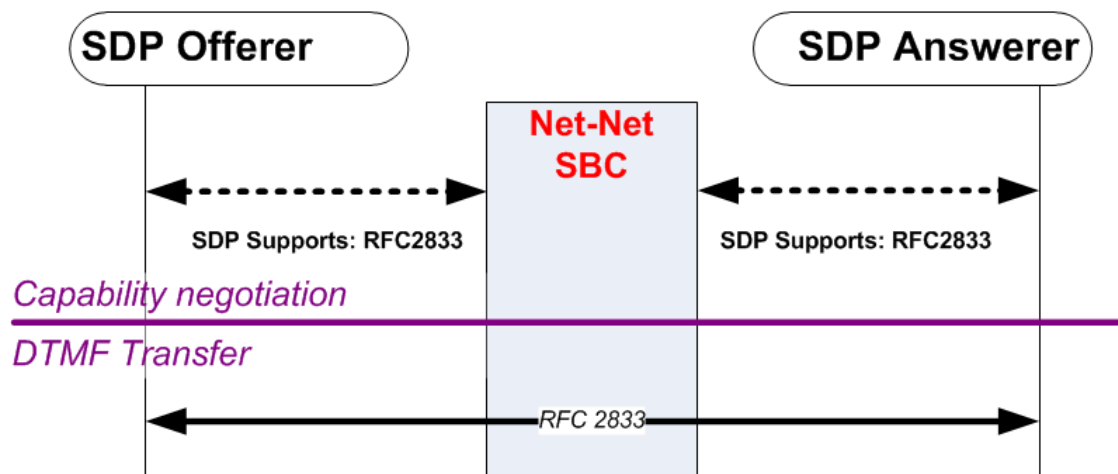 SDP Offerer
SDP Answerer
Net-Net
SBC
SDP Supports: RFC2833
SDP Supports: RFC2833
Capability negotiation
DTMF Transfer
RFC 2833